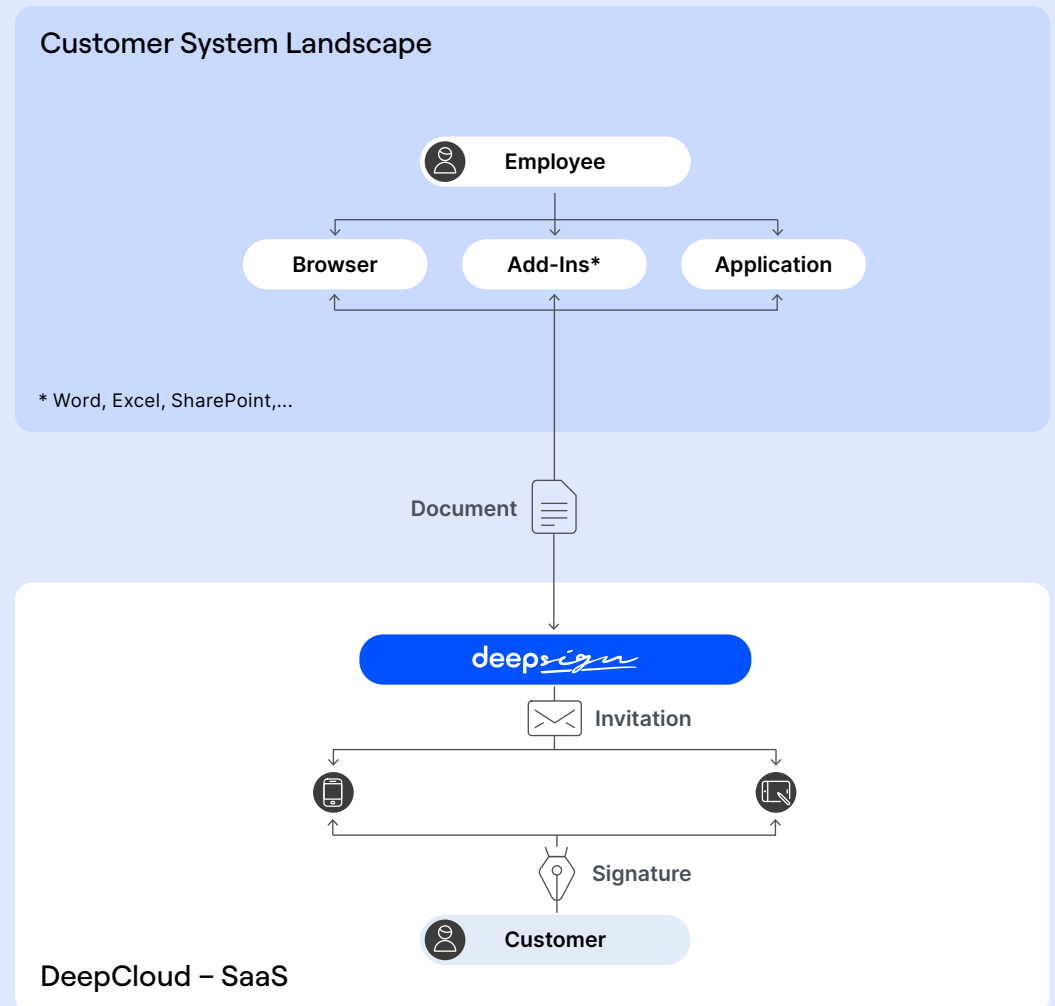 Customer System Landscape
Employee
Browser
Add-Ins*
Application
* Word, Excel, SharePoint,...
Document
deepsign
Invitation
Signature
Customer
DeepCloud – SaaS